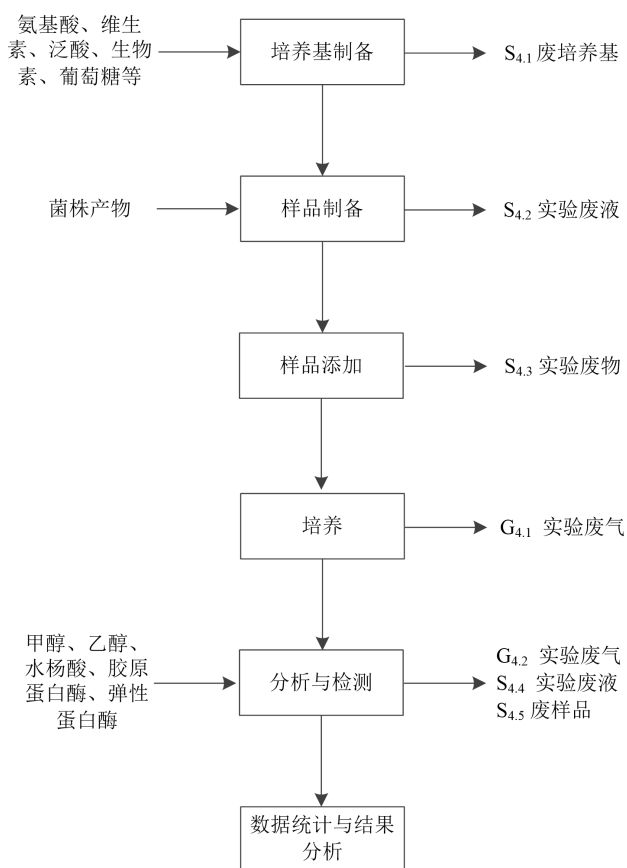 氨基酸、维生
素、泛酸、生物
素、葡萄糖等
培养基制备
S4.1 废培养基
菌株产物
样品制备
S4.2 实验废液
样品添加
S4.3 实验废物
培养
G4.1 实验废气
甲醇、乙醇、
水杨酸、胶原
蛋白酶、弹性
蛋白酶
分析与检测
G4.2 实验废气
S4.4 实验废液
S4.5 废样品
数据统计与结果
分析